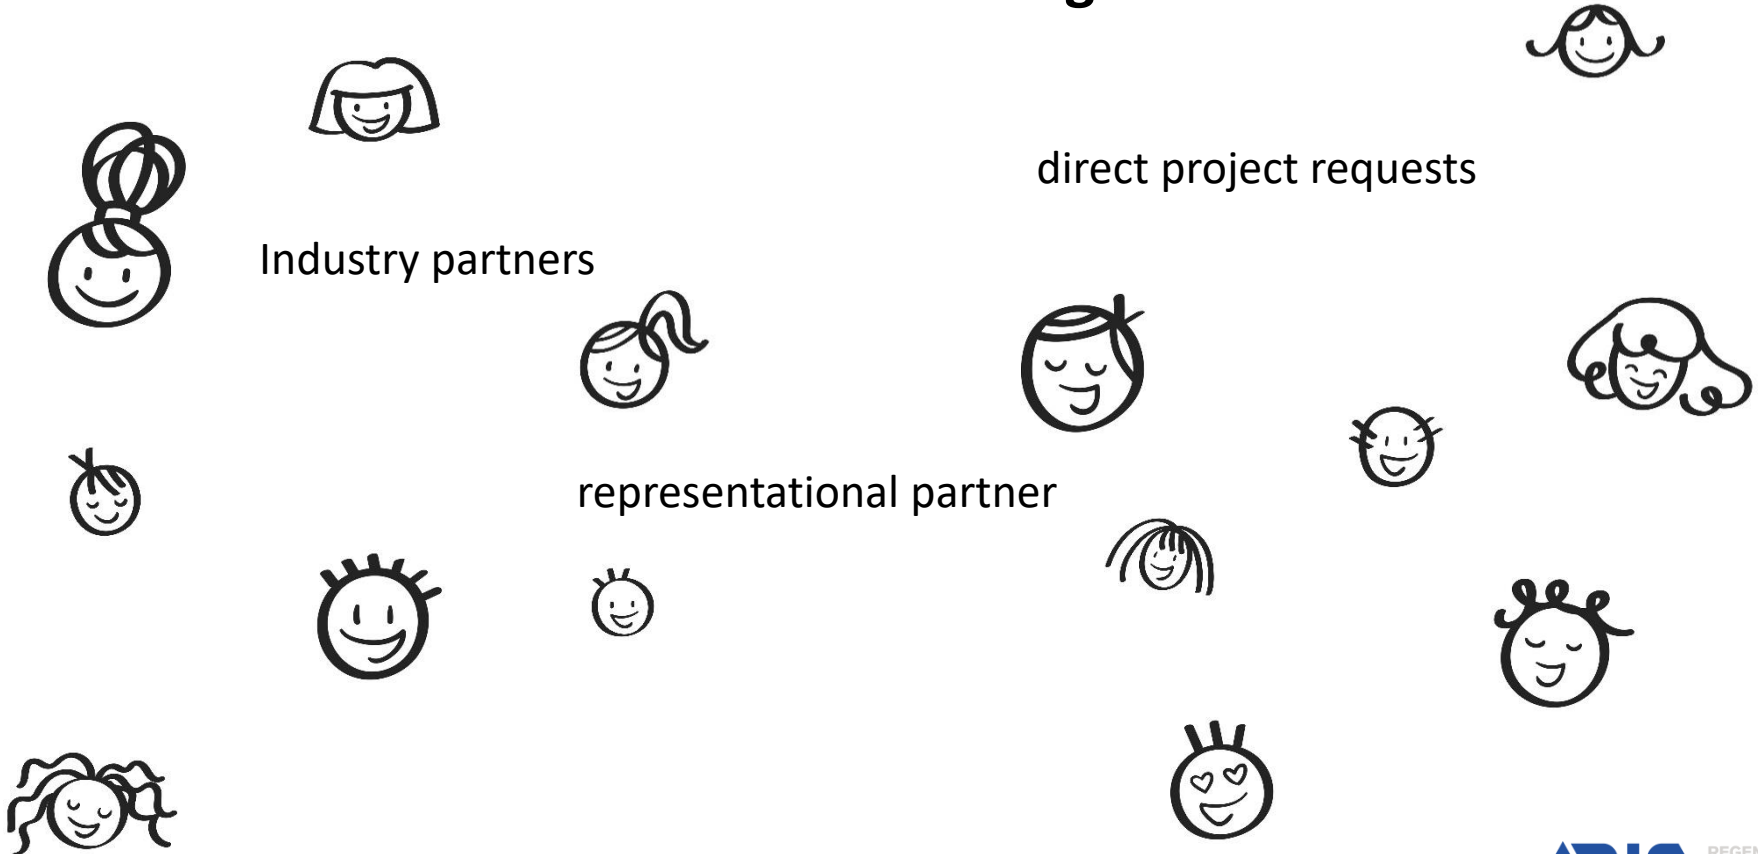 direct project requests
Industry partners
representational partner